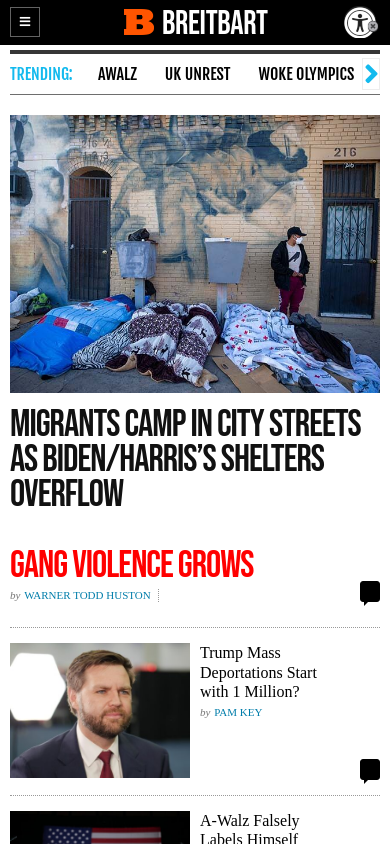 BREITBART
TRENDING:
AWALZ
UK UNREST
WOKE OLYMPICS
216
MIGRANTS CAMP IN CITY STREETS
AS BIDEN/HARRIS’S SHELTERS
OVERFLOW
GANG VIOLENCE GROWS
by WARNER TODD HUSTON
Trump Mass
Deportations Start
with 1 Million?
by PAM KEY
A-Walz Falsely
Labels Himself